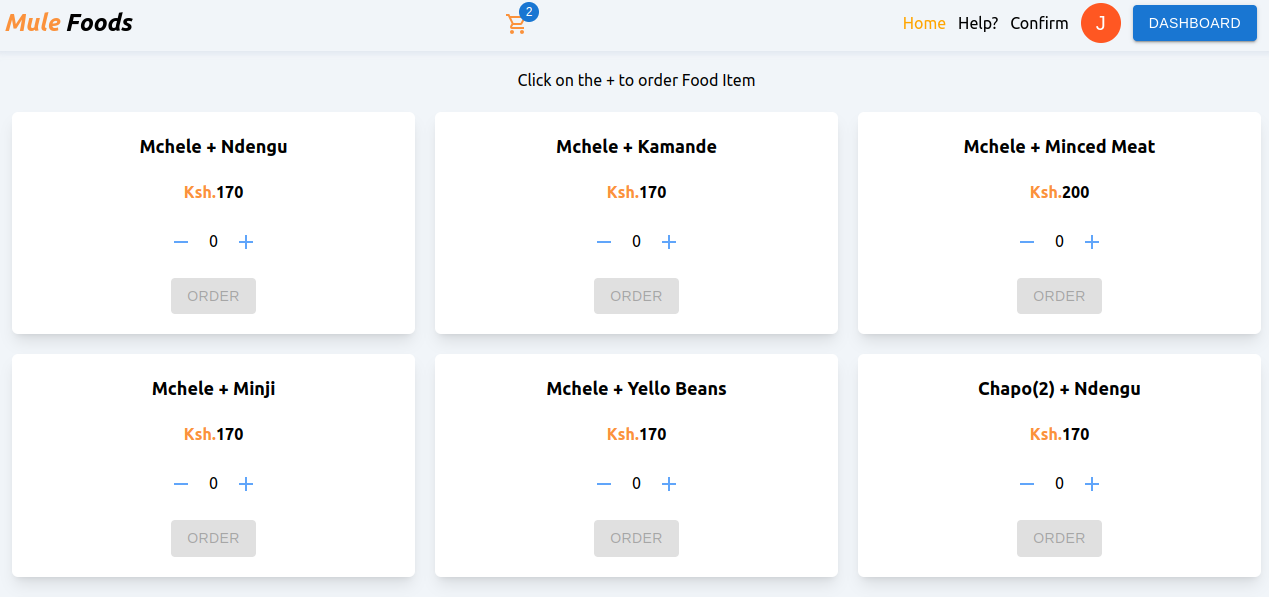 Mule Foods
2
Home Help? Confirm J DASHBOARD
Click on the + to order Food Item
Mchele + Ndengu
Ksh.170
− 0 +
ORDER
Mchele + Kamande
Ksh.170
− 0 +
ORDER
Mchele + Minced Meat
Ksh.200
− 0 +
ORDER
Mchele + Minji
Ksh.170
− 0 +
ORDER
Mchele + Yello Beans
Ksh.170
− 0 +
ORDER
Chapo(2) + Ndengu
Ksh.170
− 0 +
ORDER